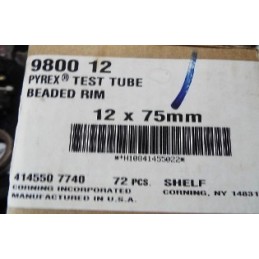 9800 12
PYREX® TEST TUBE
BEADED RIM
12 x 75mm
*+H10041455022*
414550 7740 72 PCS. SHELF
CORNING INCORPORATED CORNING, NY 14831
MANUFACTURED IN U.S.A.